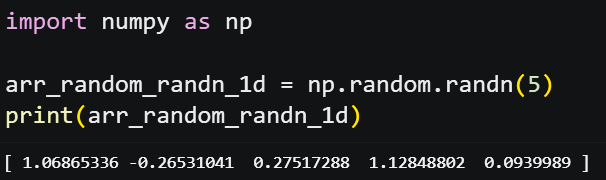 import numpy as np
arr_random_randn_1d = np.random.randn(5)
print(arr_random_randn_1d)
[ 1.06865336 -0.26531041  0.27517288  1.12848802  0.0939989 ]